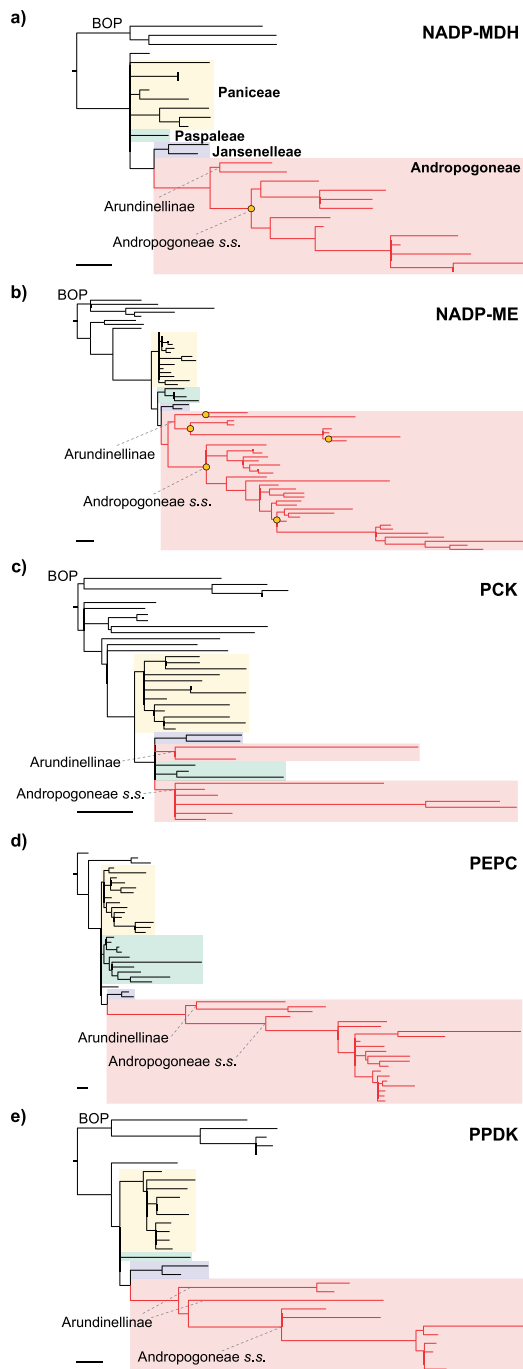 a)
BOP
NADP-MDH
Paniceae
Paspaleae
Jansenelleae
Andropogoneae
Arundinellinae
Andropogoneae s.s.
b)
BOP
NADP-ME
Arundinellinae
Andropogoneae s.s.
c)
BOP
PCK
Arundinellinae
Andropogoneae s.s.
d)
PEPC
Arundinellinae
Andropogoneae s.s.
e)
BOP
PPDK
Arundinellinae
Andropogoneae s.s.